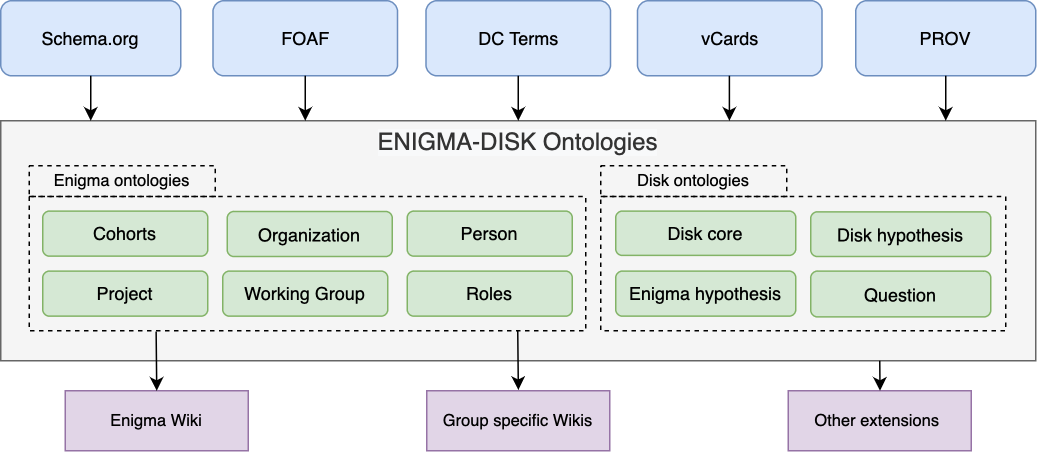 Schema.org
FOAF
DC Terms
vCards
PROV
ENIGMA-DISK Ontologies
Enigma ontologies
Cohorts
Organization
Person
Project
Working Group
Roles
Disk ontologies
Disk core
Disk hypothesis
Enigma hypothesis
Question
Enigma Wiki
Group specific Wikis
Other extensions